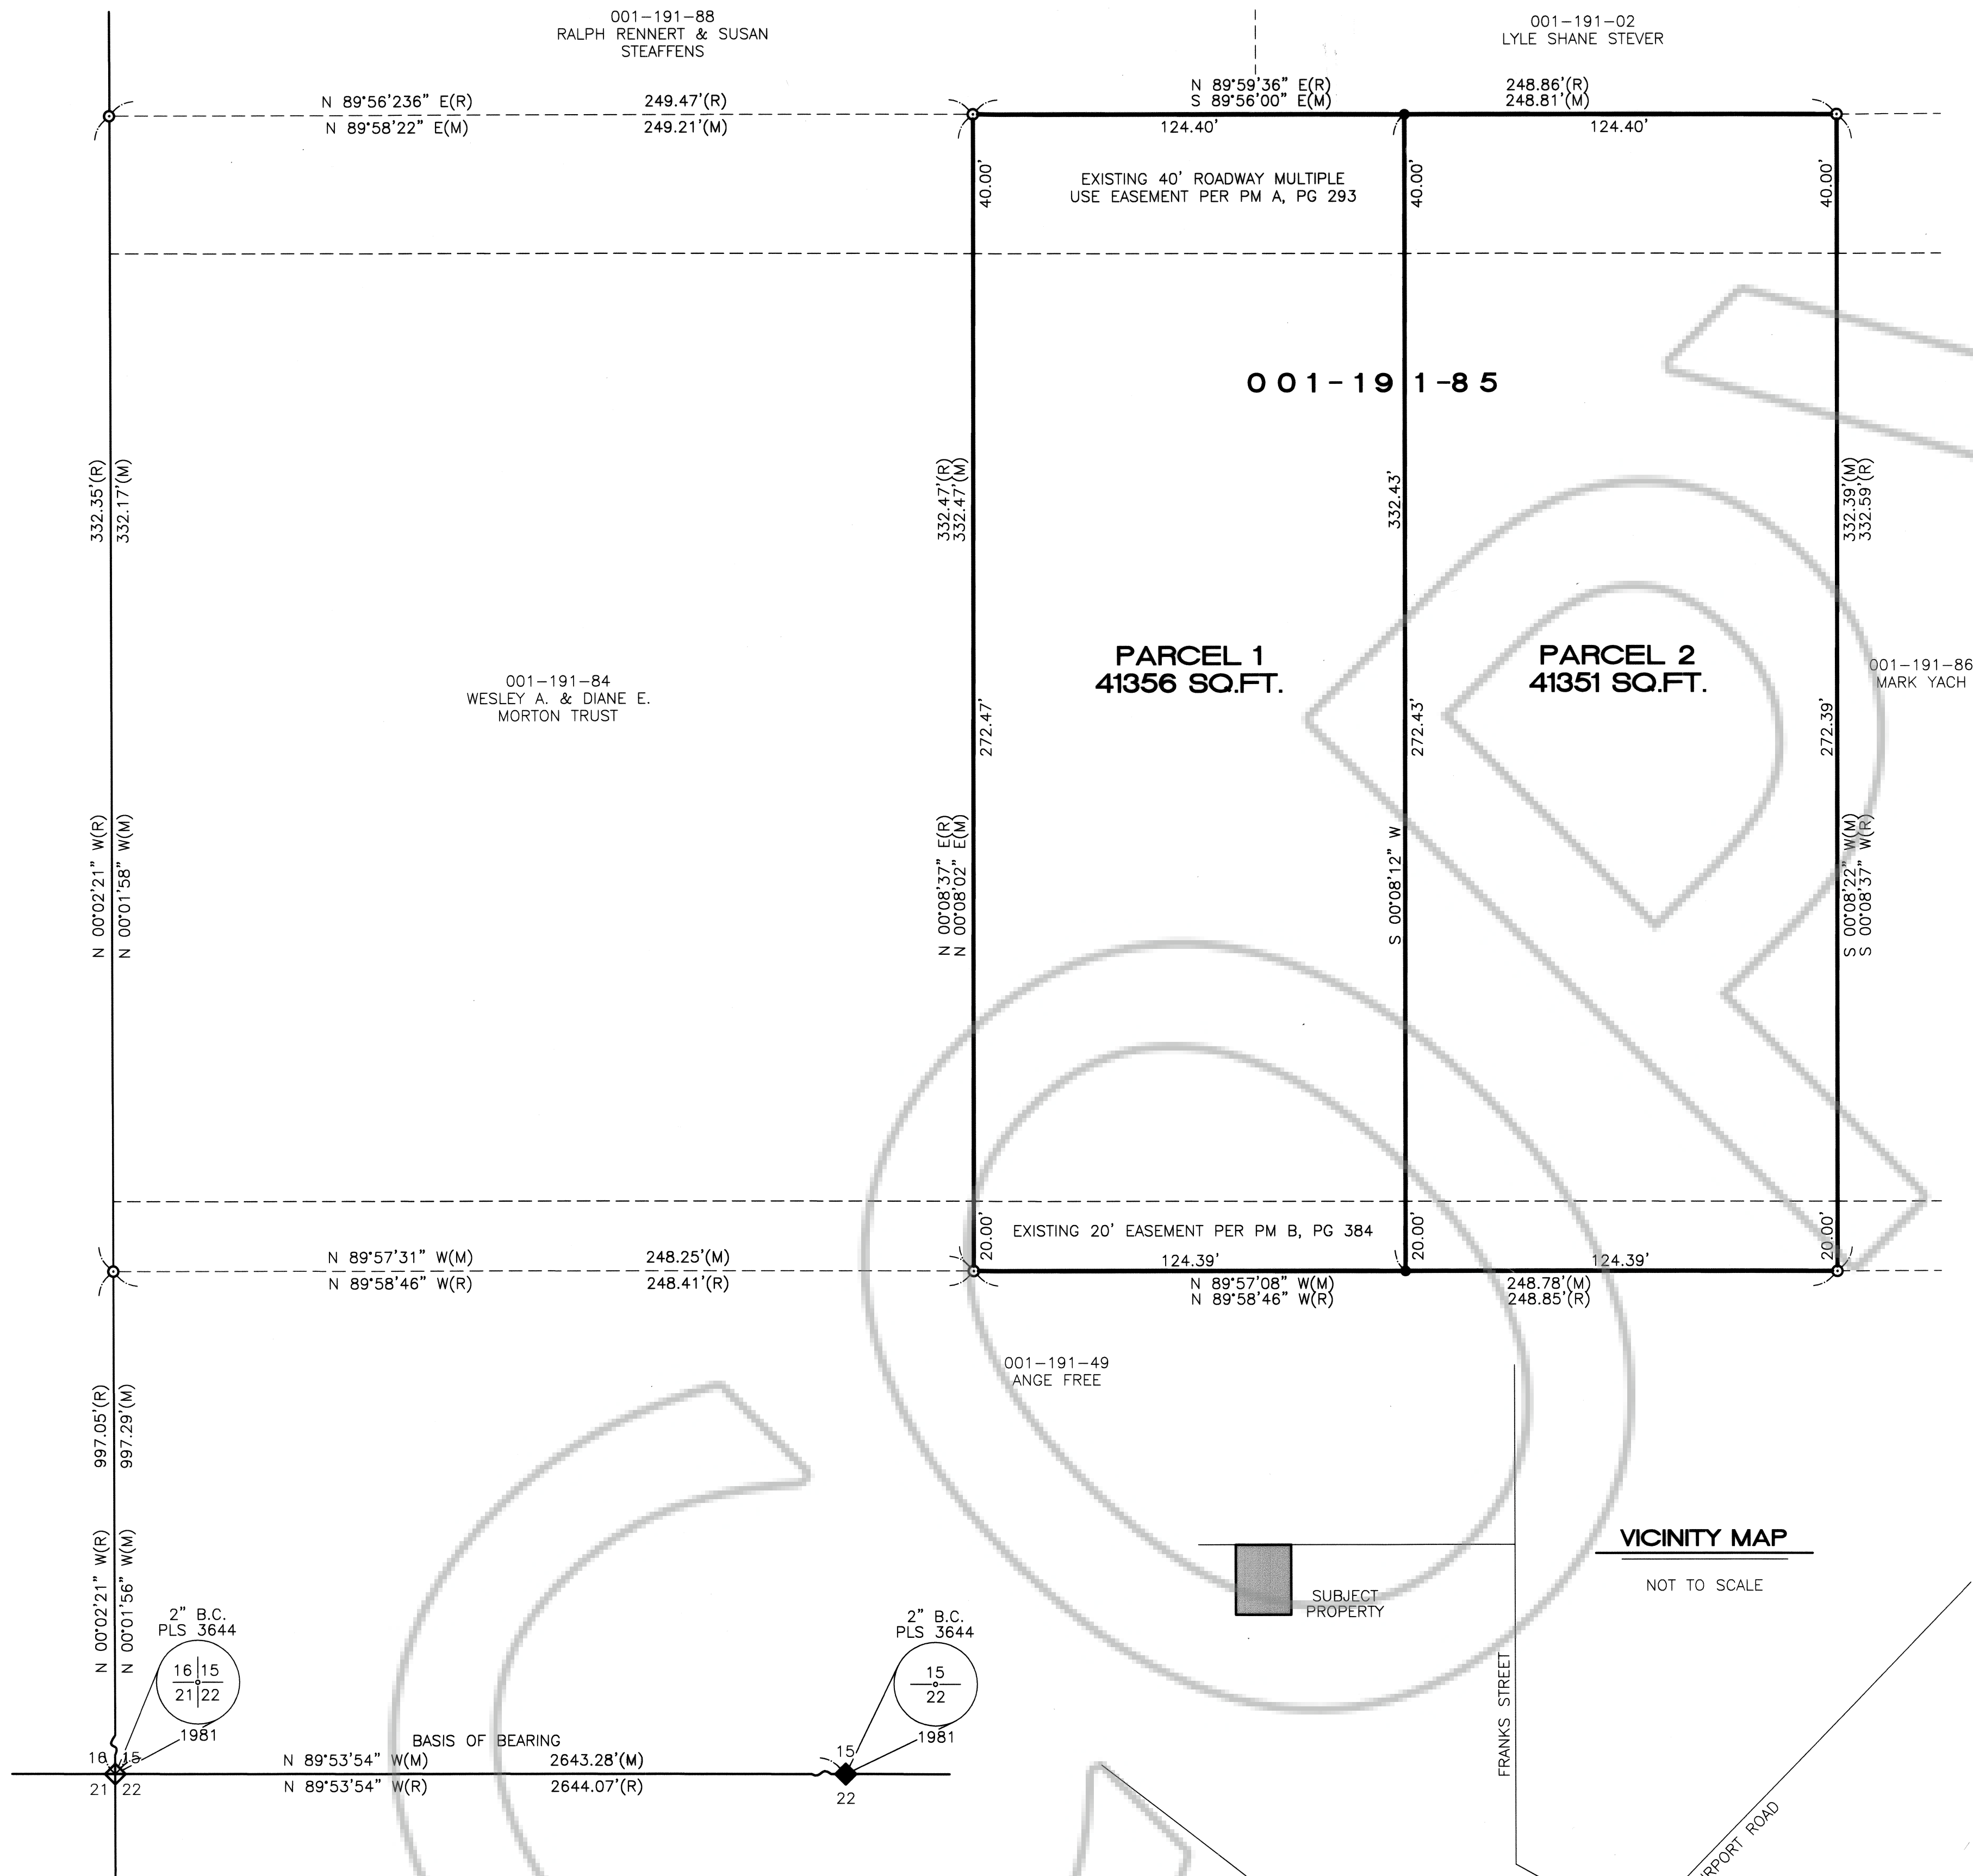 001-191-88
RALPH RENNERT & SUSAN
STEAFFENS
001-191-02
LYLE SHANE STEVER
N 89°56'236" E(R) 249.47'(R)
N 89°58'22" E(M) 249.21'(M)
N 89°59'36" E(R) 248.86'(R)
S 89°56'00" E(M) 248.81'(M)
124.40' 124.40'
40.00'
40.00'
40.00'
EXISTING 40' ROADWAY MULTIPLE
USE EASEMENT PER PM A, PG 293
001-191-85
332.35'(R)
332.17'(M)
332.47'(R)
332.47'(M)
332.43'
332.39'(M)
332.59'(R)
PARCEL 1
41356 SQ.FT.
PARCEL 2
41351 SQ.FT.
001-191-84
WESLEY A. & DIANE E.
MORTON TRUST
001-191-86
MARK YACH
272.47'
272.43'
272.39'
N 00°02'21" W(R)
N 00°01'58" W(M)
N 00°08'37" E(R)
N 00°08'02" E(M)
S 00°08'12" W
S 00°08'22" W(M)
S 00°08'37" W(R)
20.00'
EXISTING 20' EASEMENT PER PM B, PG 384
20.00'
20.00'
N 89°57'31" W(M) 248.25'(M)
N 89°58'46" W(R) 248.41'(R)
124.39' 124.39'
N 89°57'08" W(M) 248.78'(M)
N 89°58'46" W(R) 248.85'(R)
001-191-49
ANGE FREE
997.05'(R)
997.29'(M)
N 00°02'21" W(R)
N 00°01'56" W(M)
VICINITY MAP
NOT TO SCALE
SUBJECT
PROPERTY
FRANKS STREET
2" B.C.
PLS 3644
16 15
21 22
1981
2" B.C.
PLS 3644
15
22
1981
BASIS OF BEARING
N 89°53'54" W(M) 2643.28'(M)
N 89°53'54" W(R) 2644.07'(R)
16 15
21 22
15
22
RPORT ROAD